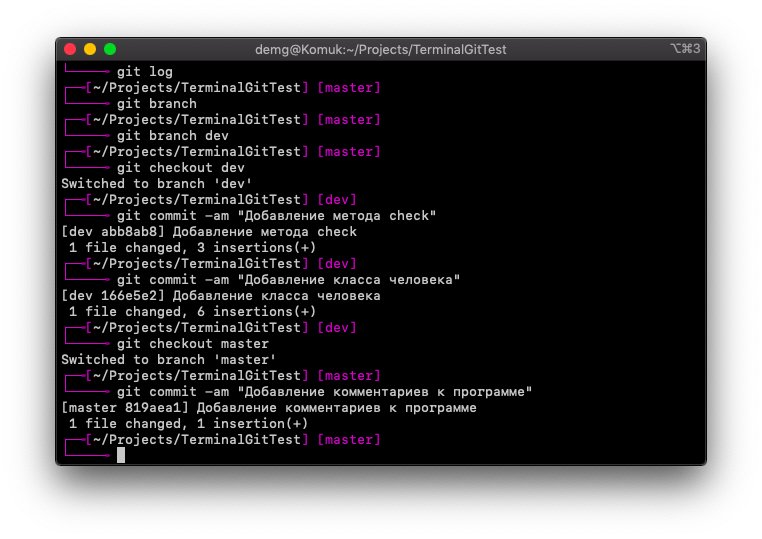 demg@Komuk:~/Projects/TerminalGitTest
⌥⌘3
└────➤ git log
┌──➤[~/Projects/TerminalGitTest] [master]
└────➤ git branch
┌──➤[~/Projects/TerminalGitTest] [master]
└────➤ git branch dev
┌──➤[~/Projects/TerminalGitTest] [master]
└────➤ git checkout dev
Switched to branch 'dev'
┌──➤[~/Projects/TerminalGitTest] [dev]
└────➤ git commit -am "Добавление метода check"
[dev abb8ab8] Добавление метода check
 1 file changed, 3 insertions(+)
┌──➤[~/Projects/TerminalGitTest] [dev]
└────➤ git commit -am "Добавление класса человека"
[dev 166e5e2] Добавление класса человека
 1 file changed, 6 insertions(+)
┌──➤[~/Projects/TerminalGitTest] [dev]
└────➤ git checkout master
Switched to branch 'master'
┌──➤[~/Projects/TerminalGitTest] [master]
└────➤ git commit -am "Добавление комментариев к программе"
[master 819aea1] Добавление комментариев к программе
 1 file changed, 1 insertion(+)
┌──➤[~/Projects/TerminalGitTest] [master]
└────➤